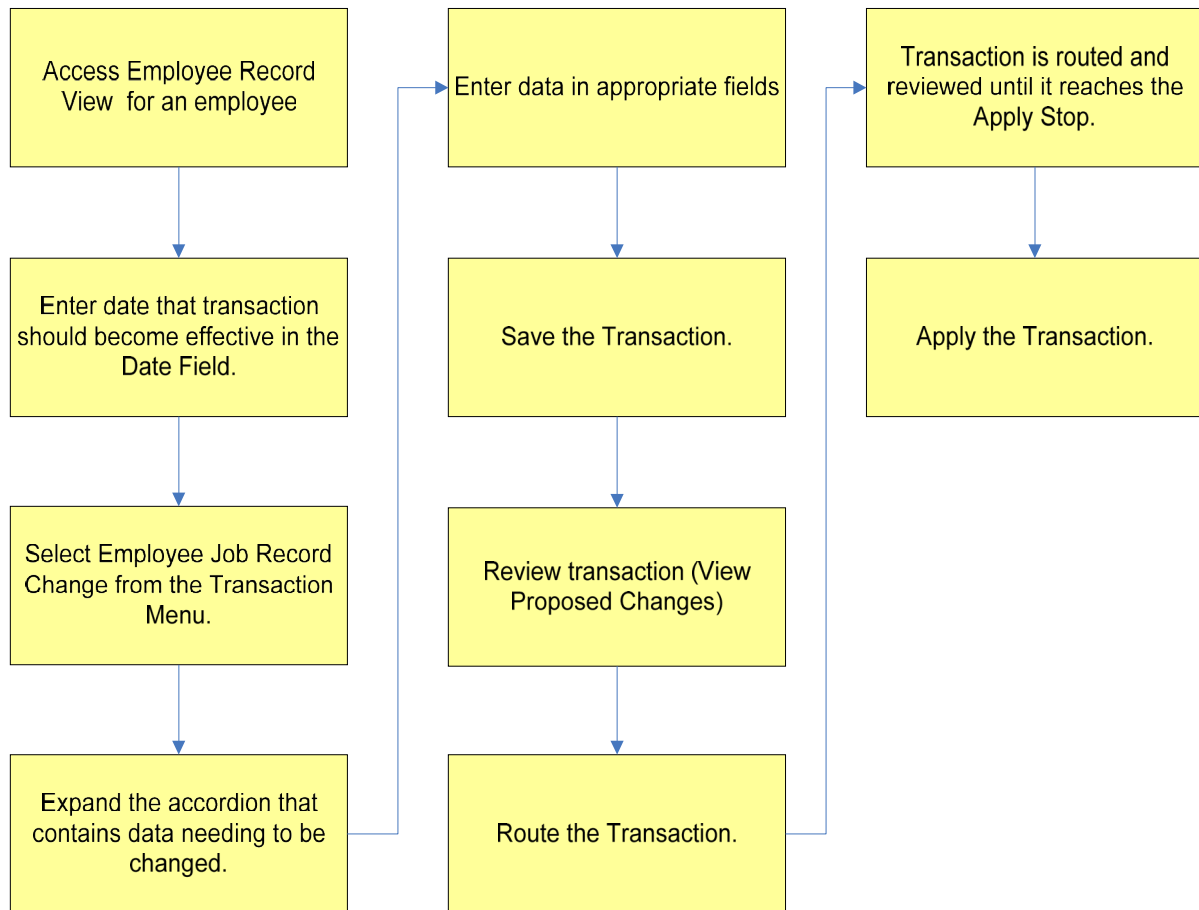 Access Employee Record
View for an employee
Enter date that transaction
should become effective in the
Date Field.
Select Employee Job Record
Change from the Transaction
Menu.
Expand the accordion that
contains data needing to be
changed.
Enter data in appropriate fields
Save the Transaction.
Review transaction (View
Proposed Changes)
Route the Transaction.
Transaction is routed and
reviewed until it reaches the
Apply Stop.
Apply the Transaction.